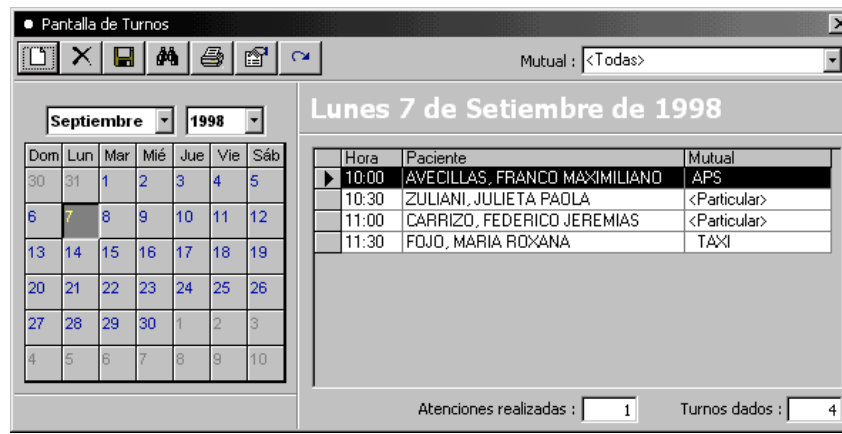 Pantalla de Turnos
Mutual : <Todas>
Septiembre 1998
Lunes 7 de Setiembre de 1998
Dom Lun Mar Mié Jue Vie Sáb
30 31 1 2 3 4 5
6 7 8 9 10 11 12
13 14 15 16 17 18 19
20 21 22 23 24 25 26
27 28 29 30 1 2 3
4 5 6 7 8 9 10
Hora Paciente Mutual
10:00 AVECILLAS, FRANCO MAXIMILIANO APS
10:30 ZULIANI, JULIETA PAOLA <Particular>
11:00 CARRIZO, FEDERICO JEREMIAS <Particular>
11:30 FOJO, MARIA ROXANA TAXI
Atenciones realizadas : 1 Turnos dados : 4